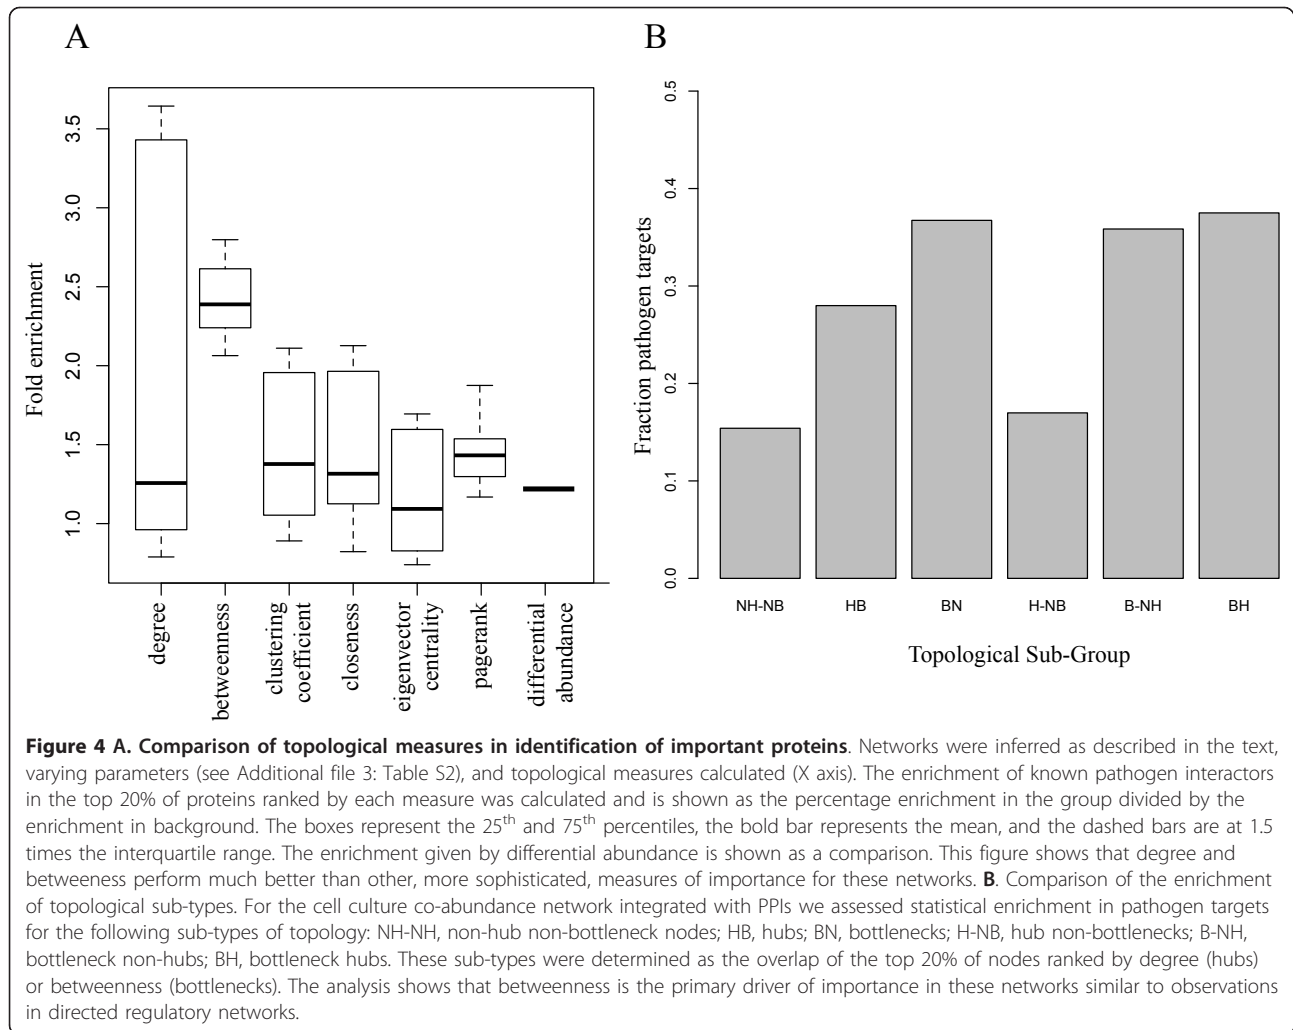 A
B
Fold enrichment
3.5
3.0
2.5
2.0
1.5
1.0
degree
betweenness
clustering
coefficient
closeness
eigenvector
centrality
pagerank
differential
abundance
Fraction pathogen targets
0.5
0.4
0.3
0.2
0.1
0.0
NH-NB HB BN H-NB B-NH BH
Topological Sub-Group
Figure 4 A. Comparison of topological measures in identification of important proteins. Networks were inferred as described in the text,
varying parameters (see Additional file 3: Table S2), and topological measures calculated (X axis). The enrichment of known pathogen interactors
in the top 20% of proteins ranked by each measure was calculated and is shown as the percentage enrichment in the group divided by the
enrichment in background. The boxes represent the 25th and 75th percentiles, the bold bar represents the mean, and the dashed bars are at 1.5
times the interquartile range. The enrichment given by differential abundance is shown as a comparison. This figure shows that degree and
betweeness perform much better than other, more sophisticated, measures of importance for these networks. B. Comparison of the enrichment
of topological sub-types. For the cell culture co-abundance network integrated with PPIs we assessed statistical enrichment in pathogen targets
for the following sub-types of topology: NH-NH, non-hub non-bottleneck nodes; HB, hubs; BN, bottlenecks; H-NB, hub non-bottlenecks; B-NH,
bottleneck non-hubs; BH, bottleneck hubs. These sub-types were determined as the overlap of the top 20% of nodes ranked by degree (hubs)
or betweenness (bottlenecks). The analysis shows that betweenness is the primary driver of importance in these networks similar to observations
in directed regulatory networks.